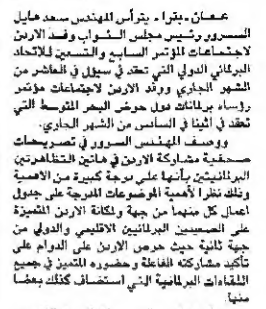 عمان ـ بترا ـ يترأس المهندس سعد هايل
السرور رئيس مجلس النواب وفد الاردن
لاجتماعات المؤتمر السابع والتسعين للاتحاد
البرلماني الدولي التي تعقد في سيؤل في العاشر من
الشهر الجاري ووفد الاردن لاجتماعات مؤتمر
رؤساء برلمانات دول حوض البحر المتوسط التي
تعقد في اثينا في السادس من الشهر الجاري.
ووصف المهندس السرور في تصريحات
صحفية مشاركة الاردن في هاتين التظاهرتين
البرلمانيتين بأنها على درجة كبيرة من الاهمية
وذلك نظرا لأهمية الموضوعات المدرجة على جدول
اعمال كل منهما من جهة ولمكانة الاردن المتميزة
على الصعيدين البرلمانيين الاقليمي والدولي من
جهة ثانية حيث حرص الاردن على الدوام على
تأكيد مشاركته الفاعلة وحضوره المتميز في جميع
اللقاءات البرلمانية التي استضاف كذلك بعضا
منها